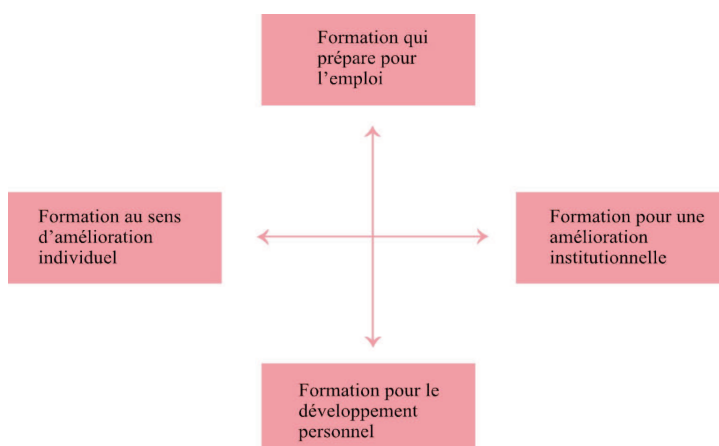 Formation qui
prépare pour
l'emploi
Formation au sens
d'amélioration
individuel
Formation pour une
amélioration
institutionnelle
Formation pour le
développement
personnel